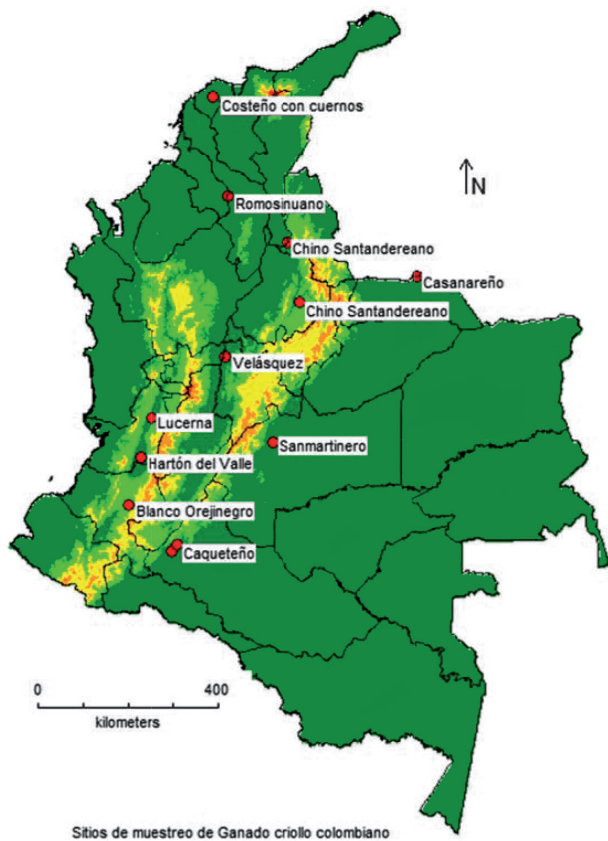 Costeño con cuernos
N
Romosinuano
Chino Santandereano
Casanareño
Chino Santandereano
Velásquez
Lucerna
Sanmartinero
Hartón del Valle
Blanco Orejinegro
Caqueteño
0 400
kilometers
Sitios de muestreo de Ganado criollo colombiano